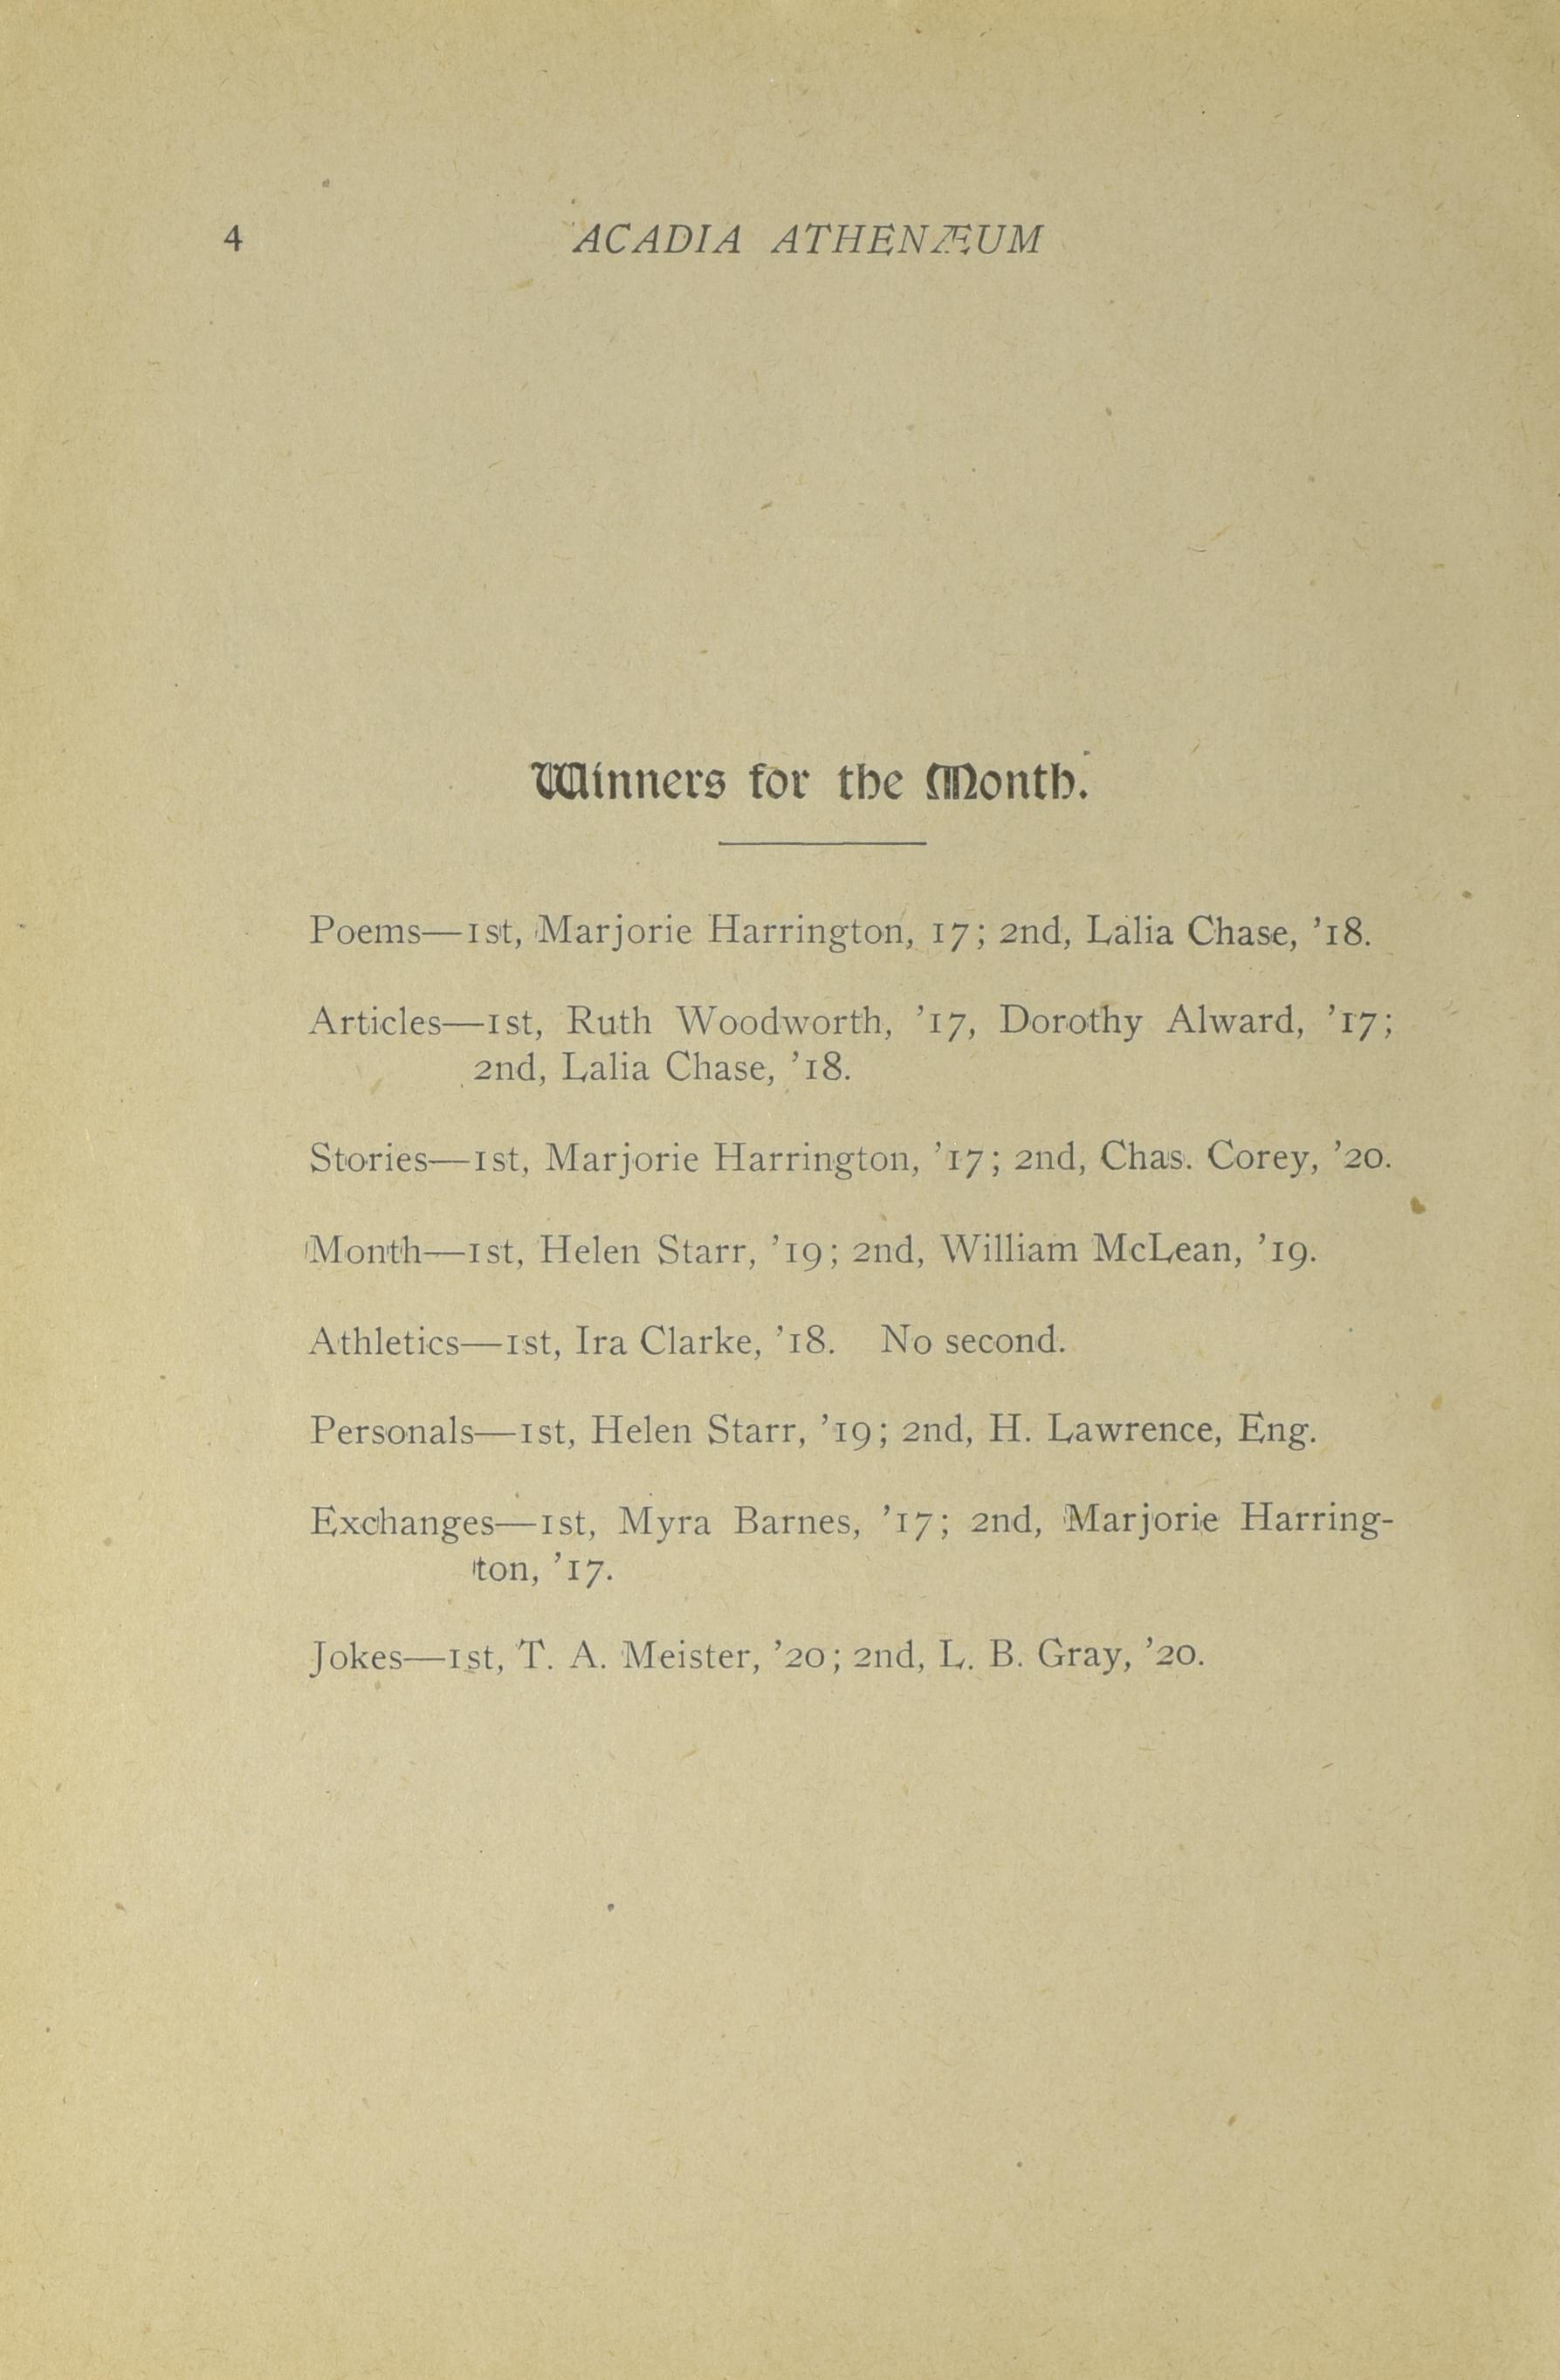 4 ACADIA ATHENÆUM
Winners for the Month.
Poems—1st, Marjorie Harrington, 17; 2nd, Lalia Chase, ’18.
Articles—1st, Ruth Woodworth, ’17, Dorothy Alward, ’17;
2nd, Lalia Chase, ’18.
Stories—1st, Marjorie Harrington, ’17; 2nd, Chas. Corey, ’20.
Month—1st, Helen Starr, ’19; 2nd, William McLean, ’19.
Athletics—1st, Ira Clarke, ’18. No second.
Personals—1st, Helen Starr, ’19; 2nd, H. Lawrence, Eng.
Exchanges—1st, Myra Barnes, ’17; 2nd, Marjorie Harring-
ton, ’17.
Jokes—1st, T. A. Meister, ’20; 2nd, L. B. Gray, ’20.